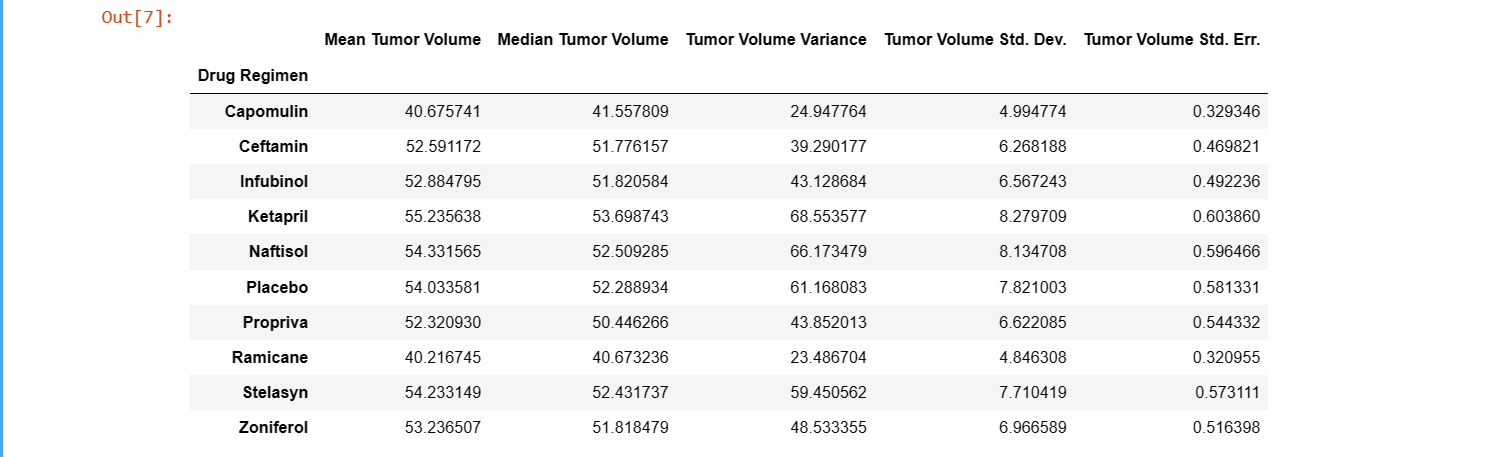 Out[7]:
Mean Tumor Volume Median Tumor Volume Tumor Volume Variance Tumor Volume Std. Dev. Tumor Volume Std. Err.
Drug Regimen
Capomulin 40.675741 41.557809 24.947764 4.994774 0.329346
Ceftamin 52.591172 51.776157 39.290177 6.268188 0.469821
Infubinol 52.884795 51.820584 43.128684 6.567243 0.492236
Ketapril 55.235638 53.698743 68.553577 8.279709 0.603860
Naftisol 54.331565 52.509285 66.173479 8.134708 0.596466
Placebo 54.033581 52.288934 61.168083 7.821003 0.581331
Propriva 52.320930 50.446266 43.852013 6.622085 0.544332
Ramicane 40.216745 40.673236 23.486704 4.846308 0.320955
Stelasyn 54.233149 52.431737 59.450562 7.710419 0.573111
Zoniferol 53.236507 51.818479 48.533355 6.966589 0.516398